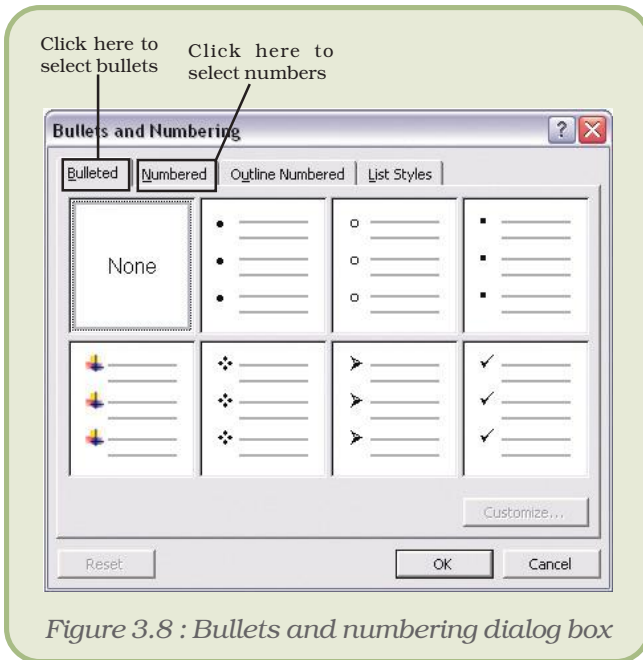 Click here to
select bullets
Click here to
select numbers
Bullets and Numbering
Bulleted Numbered Outline Numbered List Styles
None
Customize...
Reset OK Cancel
Figure 3.8 : Bullets and numbering dialog box